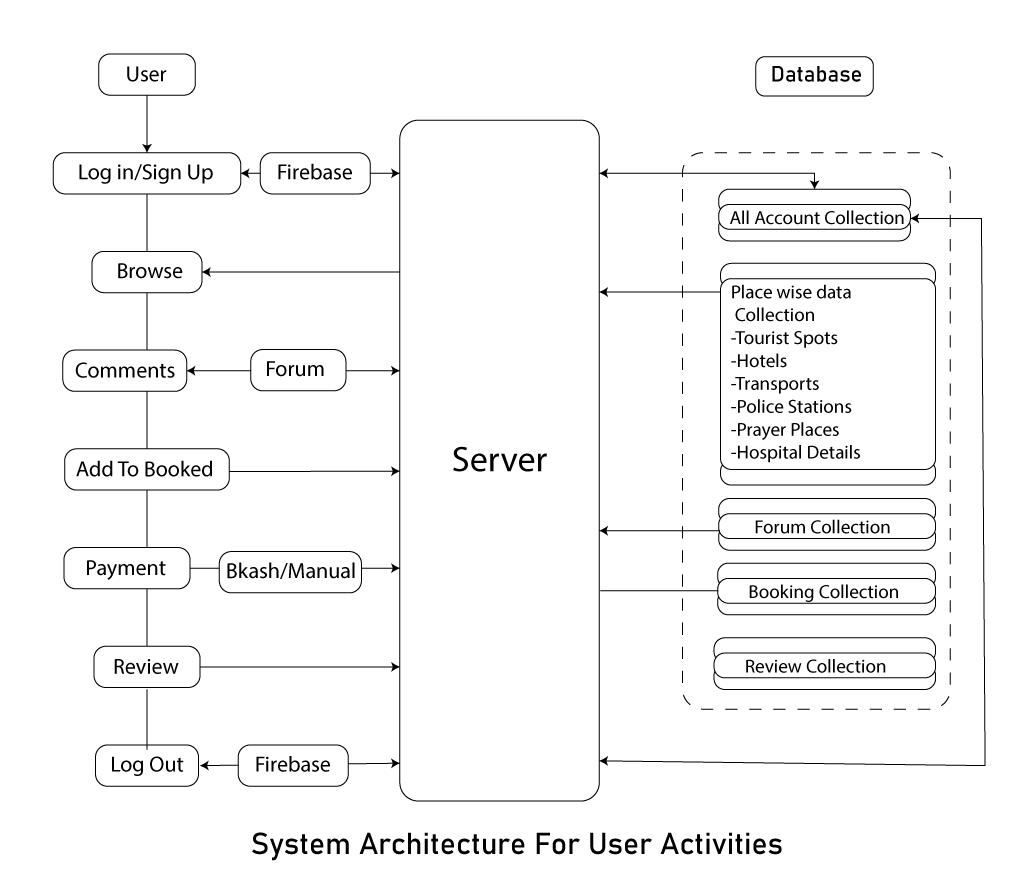 User
Database
Log in/Sign Up
Firebase
All Account Collection
Browse
Place wise data
Collection
-Tourist Spots
-Hotels
-Transports
-Police Stations
-Prayer Places
-Hospital Details
Comments
Forum
Server
Add To Booked
Forum Collection
Payment
Bkash/Manual
Booking Collection
Review
Review Collection
Log Out
Firebase
System Architecture For User Activities